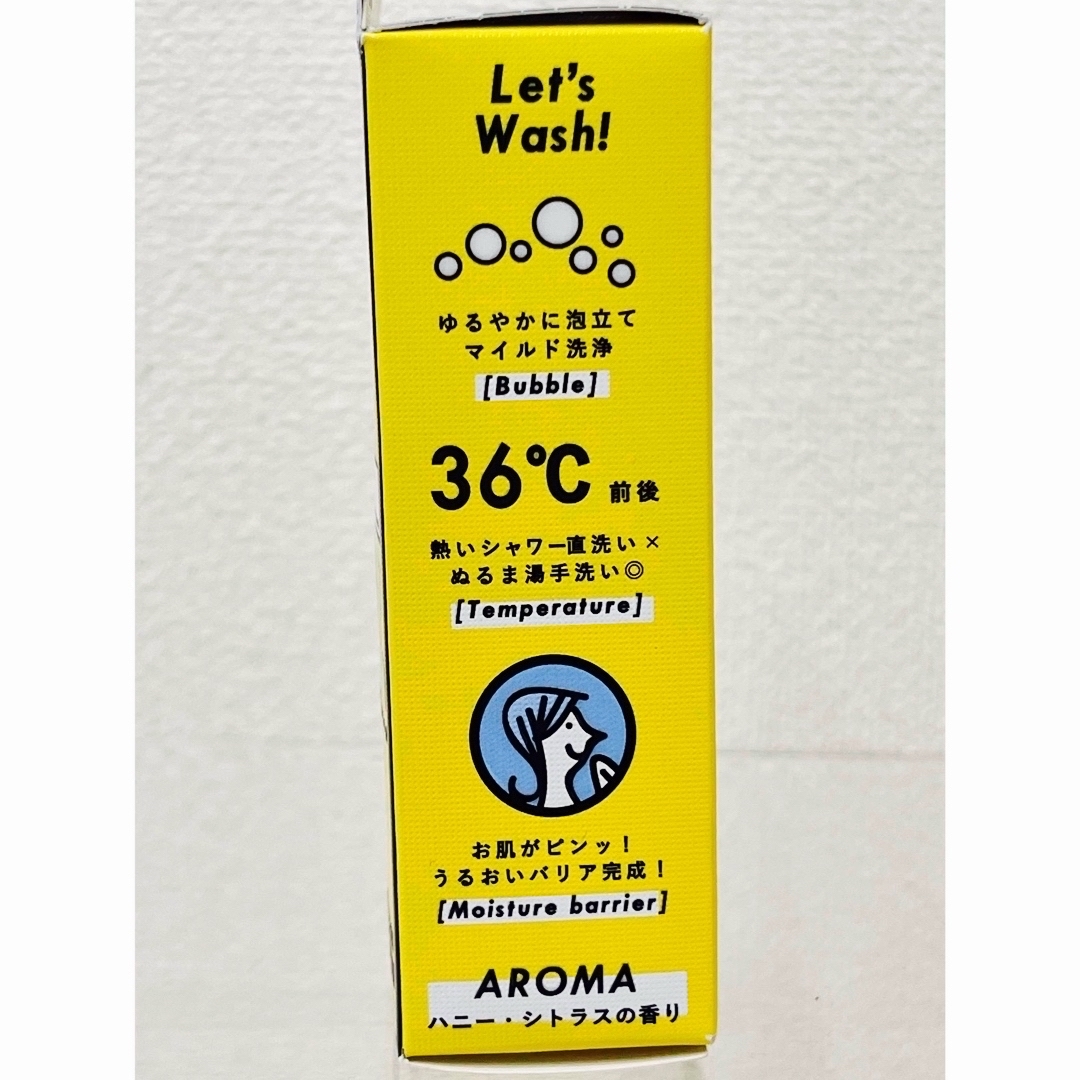 Let's
Wash!
ゆるやかに泡立て
マイルド洗浄
[Bubble]
36℃ 前後
熱いシャワー直洗い×
ぬるま湯手洗い◎
[Temperature]
お肌がピンッ！
うるおいバリア完成！
[Moisture barrier]
AROMA
ハニー・シトラスの香り